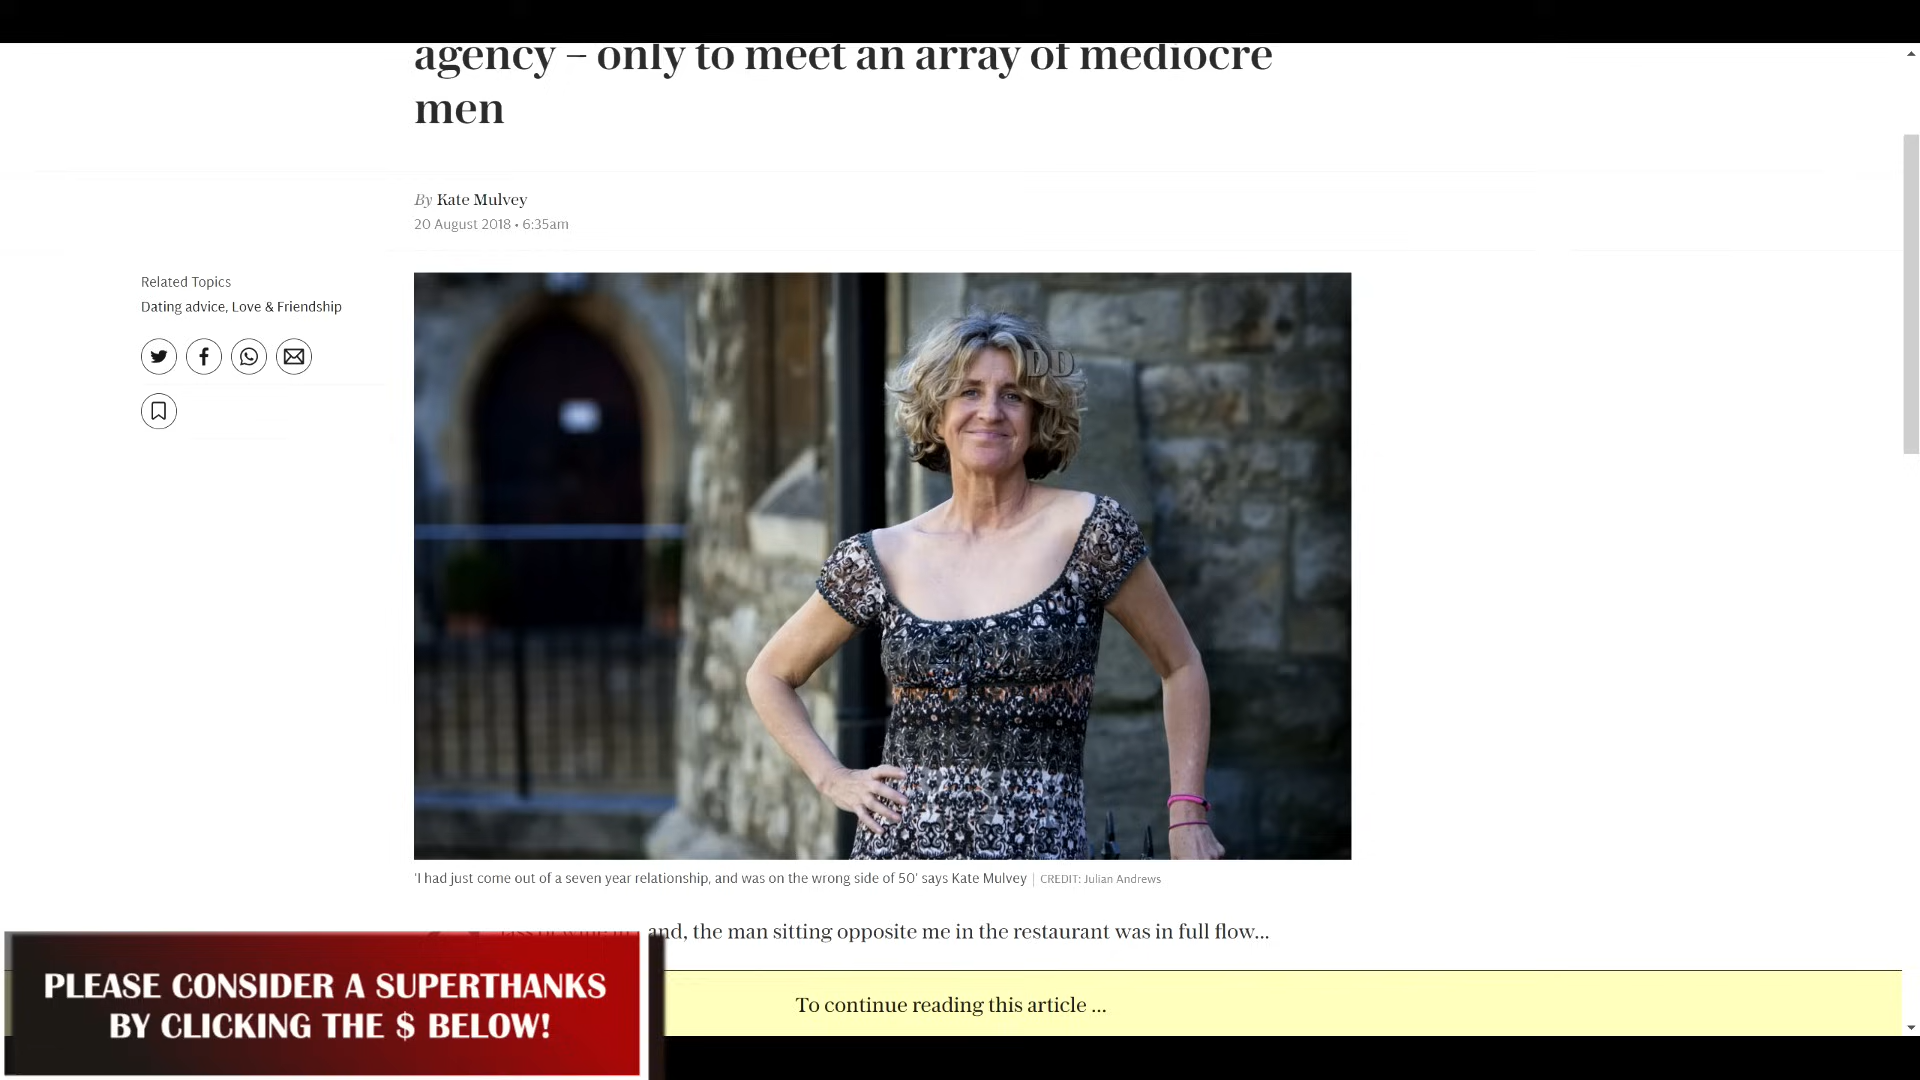 agency – only to meet an array of mediocre
men
By Kate Mulvey
20 August 2018 • 6:35am
Related Topics
Dating advice, Love & Friendship
DD
'I had just come out of a seven year relationship, and was on the wrong side of 50' says Kate Mulvey | CREDIT: Julian Andrews
and, the man sitting opposite me in the restaurant was in full flow...
To continue reading this article ...
PLEASE CONSIDER A SUPERTHANKS
BY CLICKING THE $ BELOW!